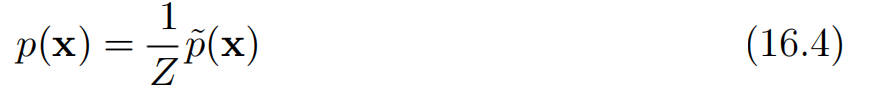 p(𝐱) = 1/Z p̃(𝐱) (16.4)